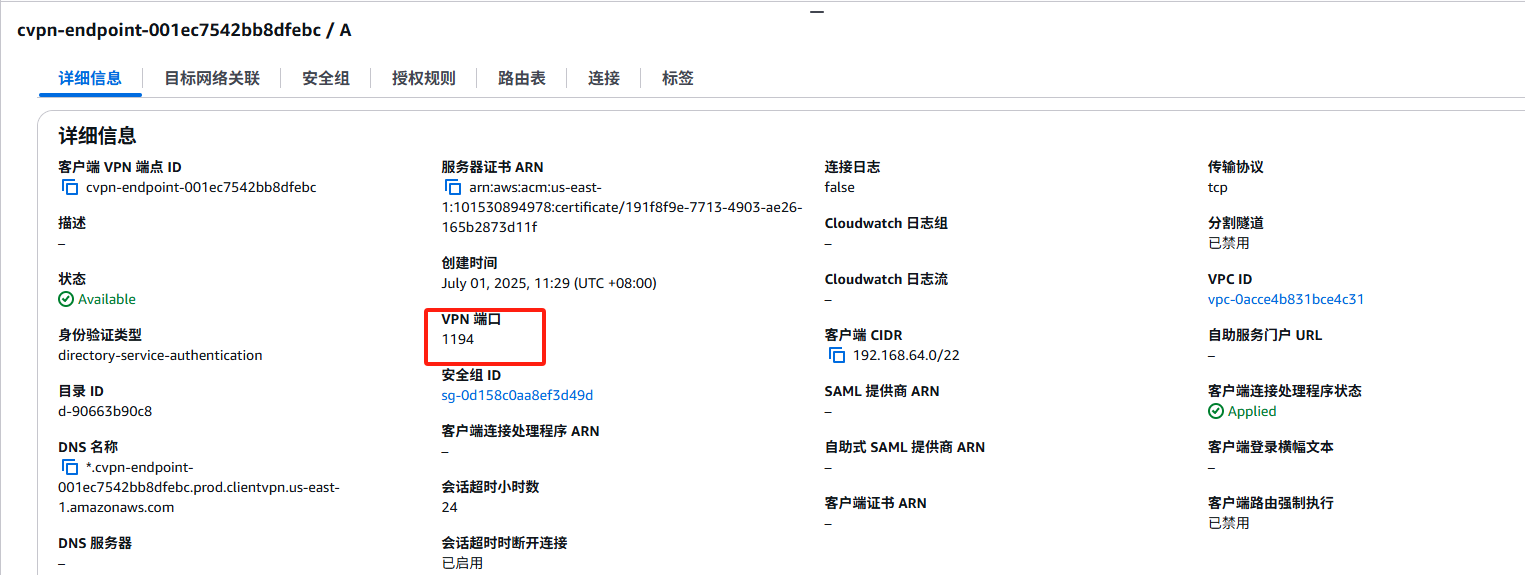 cvpn-endpoint-001ec7542bb8dfebc / A
详细信息
目标网络关联
安全组
授权规则
路由表
连接
标签
详细信息
客户端 VPN 端点 ID
cvpn-endpoint-001ec7542bb8dfebc
描述
–
状态
Available
身份验证类型
directory-service-authentication
目录 ID
d-90663b90c8
DNS 名称
*.cvpn-endpoint-
001ec7542bb8dfebc.prod.clientvpn.us-east-
1.amazonaws.com
DNS 服务器
–
服务器证书 ARN
arn:aws:acm:us-east-
1:101530894978:certificate/191f8f9e-7713-4903-ae26-
165b2873d11f
创建时间
July 01, 2025, 11:29 (UTC +08:00)
VPN 端口
1194
安全组 ID
sg-0d158c0aa8ef3d49d
客户端连接处理程序 ARN
–
会话超时小时数
24
会话超时时断开连接
已启用
连接日志
false
Cloudwatch 日志组
–
Cloudwatch 日志流
–
客户端 CIDR
192.168.64.0/22
SAML 提供商 ARN
–
自助式 SAML 提供商 ARN
–
客户端证书 ARN
–
传输协议
tcp
分割隧道
已禁用
VPC ID
vpc-0acce4b831bce4c31
自助服务门户 URL
–
客户端连接处理程序状态
Applied
客户端登录横幅文本
–
客户端路由强制执行
已禁用